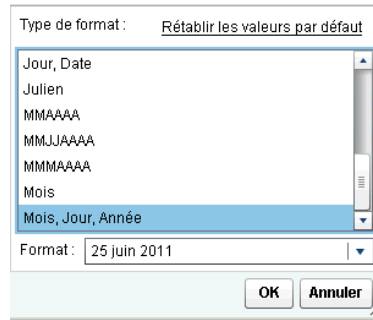 Type de format : Rétablir les valeurs par défaut
Jour, Date
Julien
MMAAAA
MMJJAAAA
MMMAAAA
Mois
Mois, Jour, Année
Format : 25 juin 2011
OK Annuler